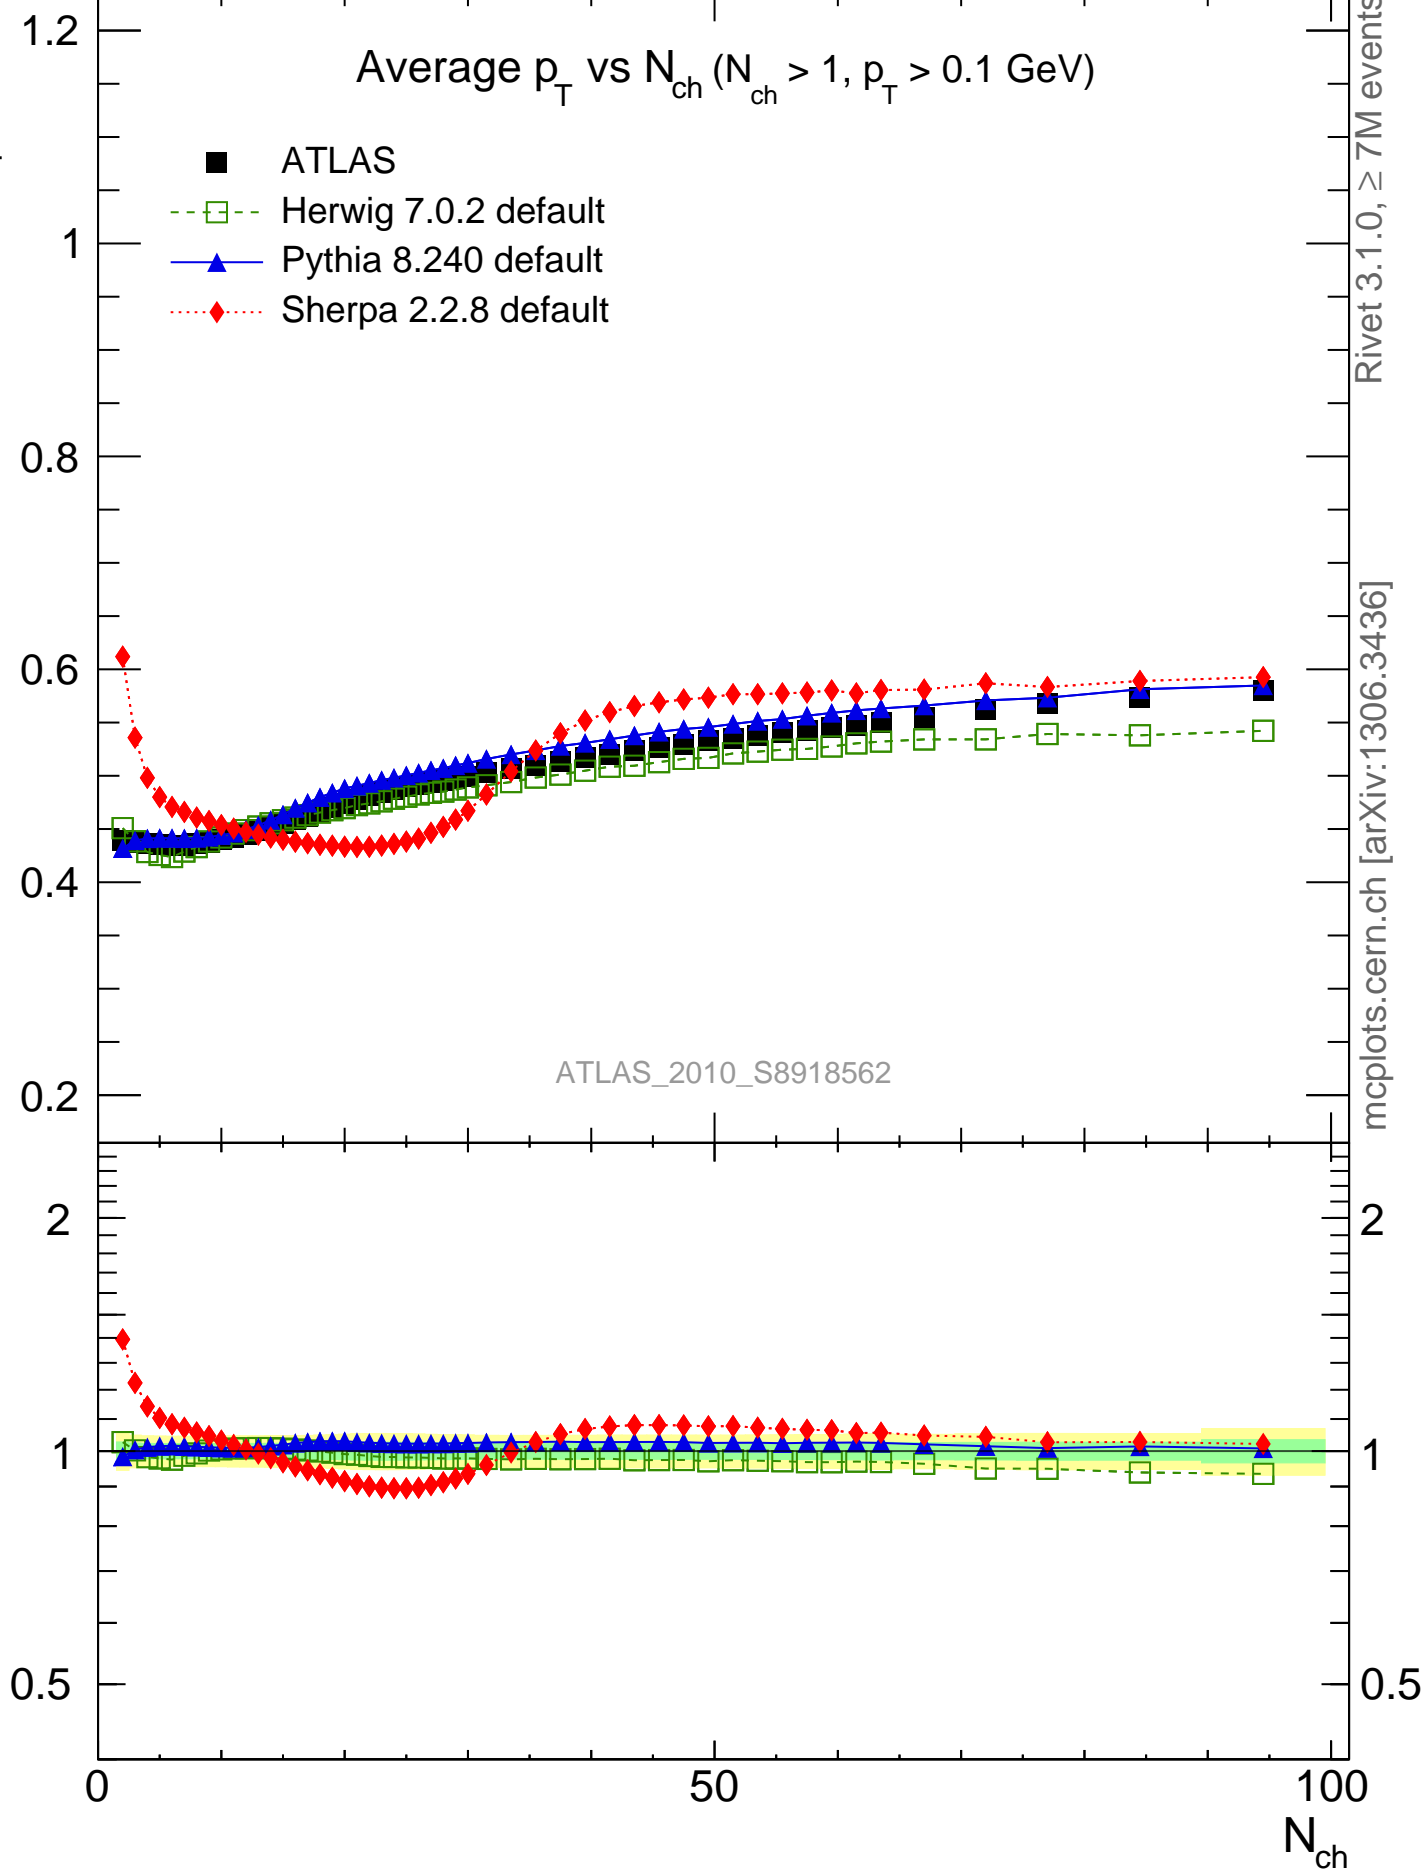 Average p_T vs N_ch (N_ch > 1, p_T > 0.1 GeV)
ATLAS
Herwig 7.0.2 default
Pythia 8.240 default
Sherpa 2.2.8 default
1.2
1
0.8
0.6
0.4
0.2
ATLAS_2010_S8918562
Rivet 3.1.0, ≥ 7M events
mcplots.cern.ch [arXiv:1306.3436]
2
1
0.5
2
1
0.5
0
50
100
N_ch